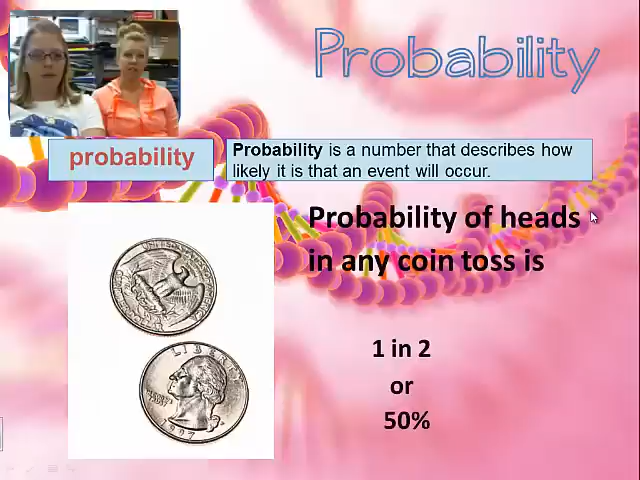 Probability
probability
Probability is a number that describes how
likely it is that an event will occur.
Probability of heads
in any coin toss is
1 in 2
or
50%
LIBERTY
1997